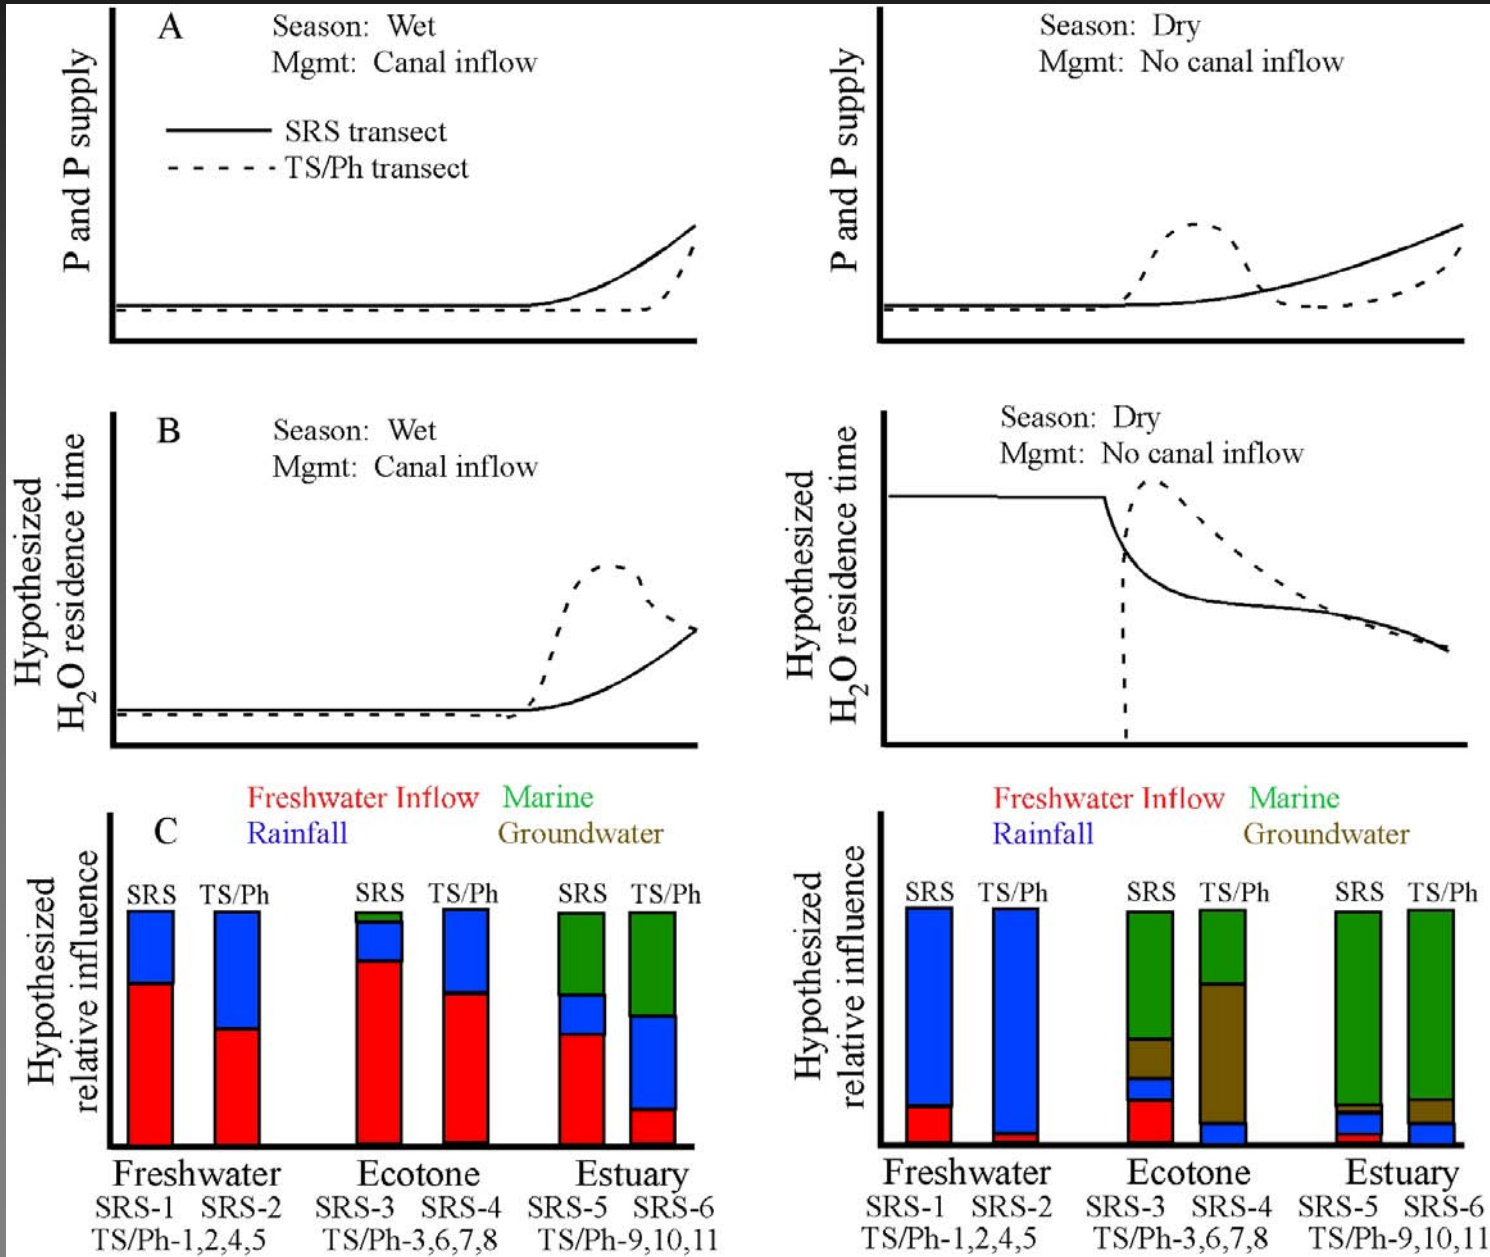 A
Season: Wet
Mgmt: Canal inflow
SRS transect
TS/Ph transect
P and P supply
Season: Dry
Mgmt: No canal inflow
P and P supply
B
Season: Wet
Mgmt: Canal inflow
Hypothesized
H2O residence time
Season: Dry
Mgmt: No canal inflow
Hypothesized
H2O residence time
C
Freshwater Inflow Marine
Rainfall Groundwater
Hypothesized
relative influence
SRS TS/Ph SRS TS/Ph SRS TS/Ph
Freshwater Ecotone Estuary
SRS-1 SRS-2 SRS-3 SRS-4 SRS-5 SRS-6
TS/Ph-1,2,4,5 TS/Ph-3,6,7,8 TS/Ph-9,10,11
Freshwater Inflow Marine
Rainfall Groundwater
Hypothesized
relative influence
SRS TS/Ph SRS TS/Ph SRS TS/Ph
Freshwater Ecotone Estuary
SRS-1 SRS-2 SRS-3 SRS-4 SRS-5 SRS-6
TS/Ph-1,2,4,5 TS/Ph-3,6,7,8 TS/Ph-9,10,11